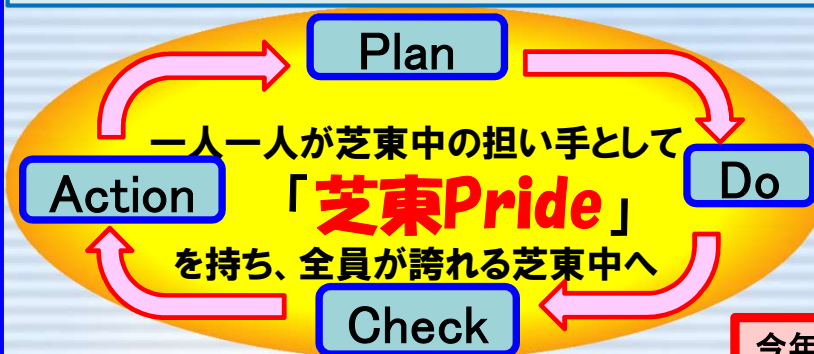 Plan
一人一人が芝東中の担い手として
Action
「芝東Pride」
Do
を持ち、全員が誇れる芝東中へ
Check
今年